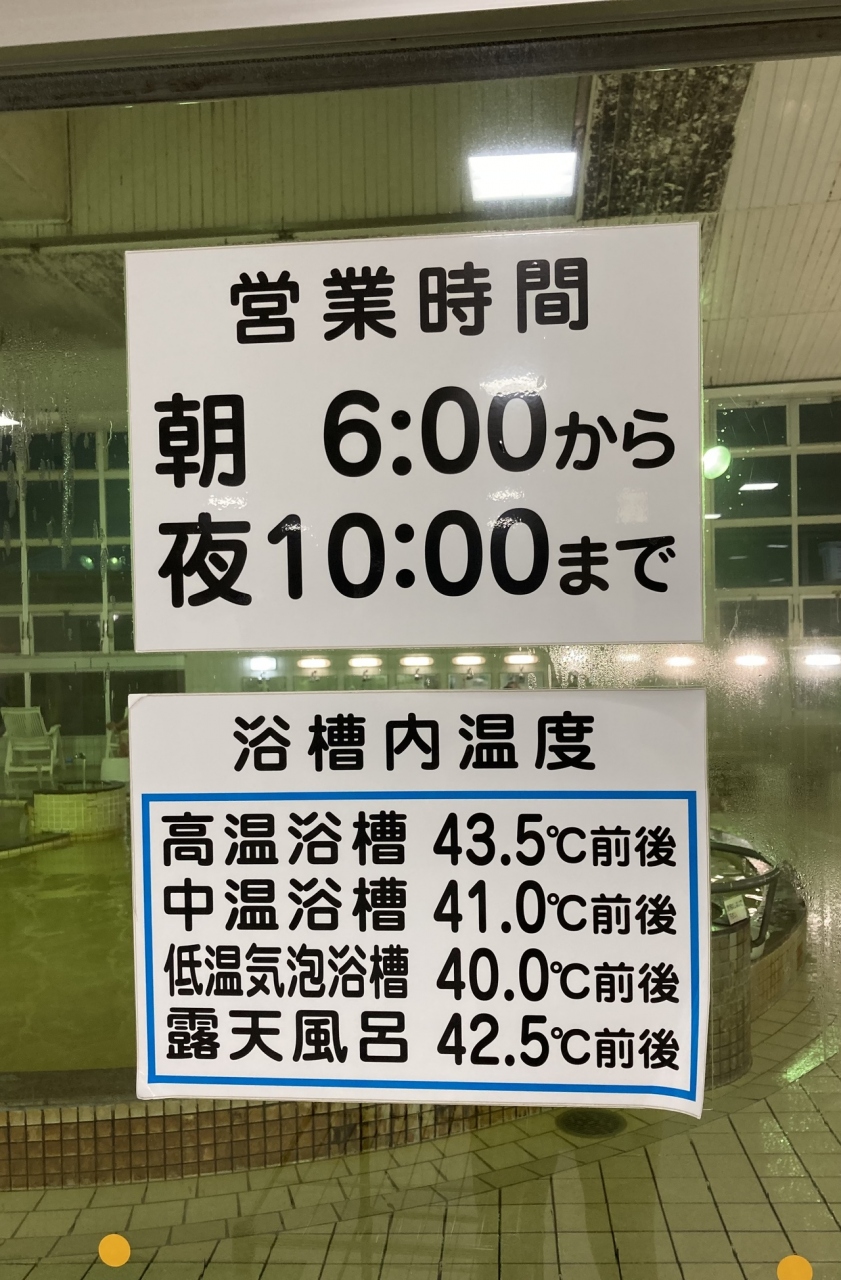 営業時間
朝 6:00から
夜10:00まで
浴槽内温度
高温浴槽 43.5℃前後
中温浴槽 41.0℃前後
低温気泡浴槽 40.0℃前後
露天風呂 42.5℃前後